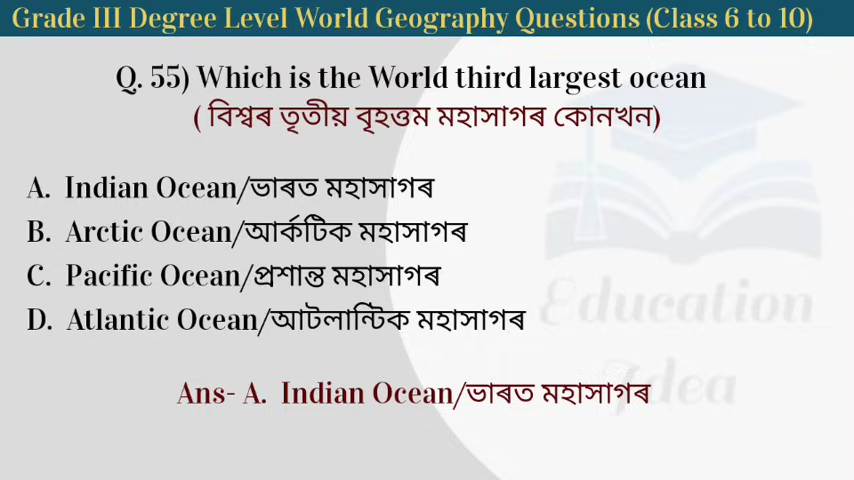 Grade III Degree Level World Geography Questions (Class 6 to 10)
Q. 55) Which is the World third largest ocean
( বিশ্বৰ তৃতীয় বৃহত্তম মহাসাগৰ কোনখন)
A. Indian Ocean/ভাৰত মহাসাগৰ
B. Arctic Ocean/আৰ্কটিক মহাসাগৰ
C. Pacific Ocean/প্ৰশান্ত মহাসাগৰ
D. Atlantic Ocean/আটলান্টিক মহাসাগৰ
Education
Idea
Ans- A. Indian Ocean/ভাৰত মহাসাগৰ